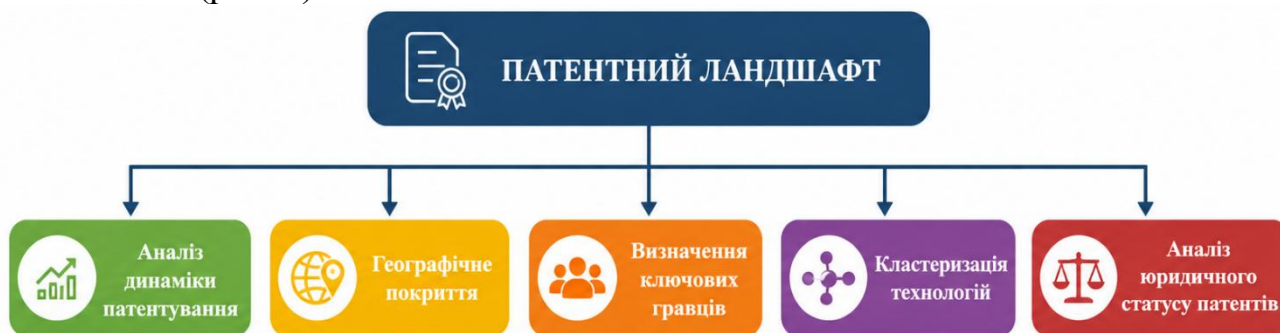 ПАТЕНТНИЙ ЛАНДШАФТ
Аналіз
динаміки
патентування
Географічне
покриття
Визначення
ключових
гравців
Кластеризація
технологій
Аналіз
юридичного
статусу патентів